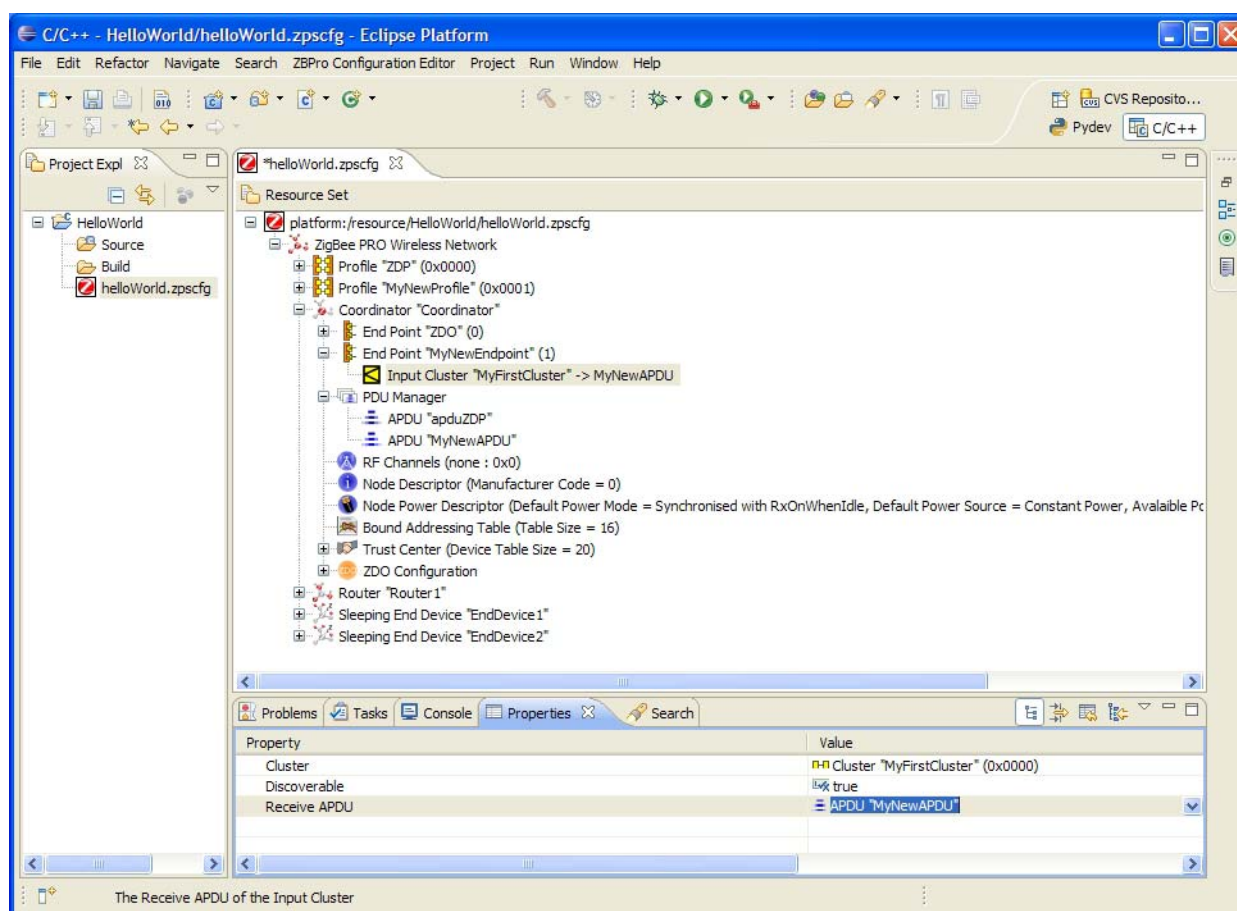 C/C++ - HelloWorld/helloWorld.zpscfg - Eclipse Platform
File Edit Refactor Navigate Search ZBPro Configuration Editor Project Run Window Help
CVS Reposito...
Pydev C/C++
Project Expl
*helloWorld.zpscfg
Resource Set
HelloWorld
Source
Build
helloWorld.zpscfg
platform:/resource/HelloWorld/helloWorld.zpscfg
ZigBee PRO Wireless Network
Profile "ZDP" (0x0000)
Profile "MyNewProfile" (0x0001)
Coordinator "Coordinator"
End Point "ZDO" (0)
End Point "MyNewEndpoint" (1)
Input Cluster "MyFirstCluster" -> MyNewAPDU
PDU Manager
APDU "apduZDP"
APDU "MyNewAPDU"
RF Channels (none : 0x0)
Node Descriptor (Manufacturer Code = 0)
Node Power Descriptor (Default Power Mode = Synchronised with RxOnWhenIdle, Default Power Source = Constant Power, Avalaible Pc
Bound Addressing Table (Table Size = 16)
Trust Center (Device Table Size = 20)
ZDO Configuration
Router "Router1"
Sleeping End Device "EndDevice1"
Sleeping End Device "EndDevice2"
Problems Tasks Console Properties Search
Property Value
Cluster Cluster "MyFirstCluster" (0x0000)
Discoverable true
Receive APDU APDU "MyNewAPDU"
The Receive APDU of the Input Cluster